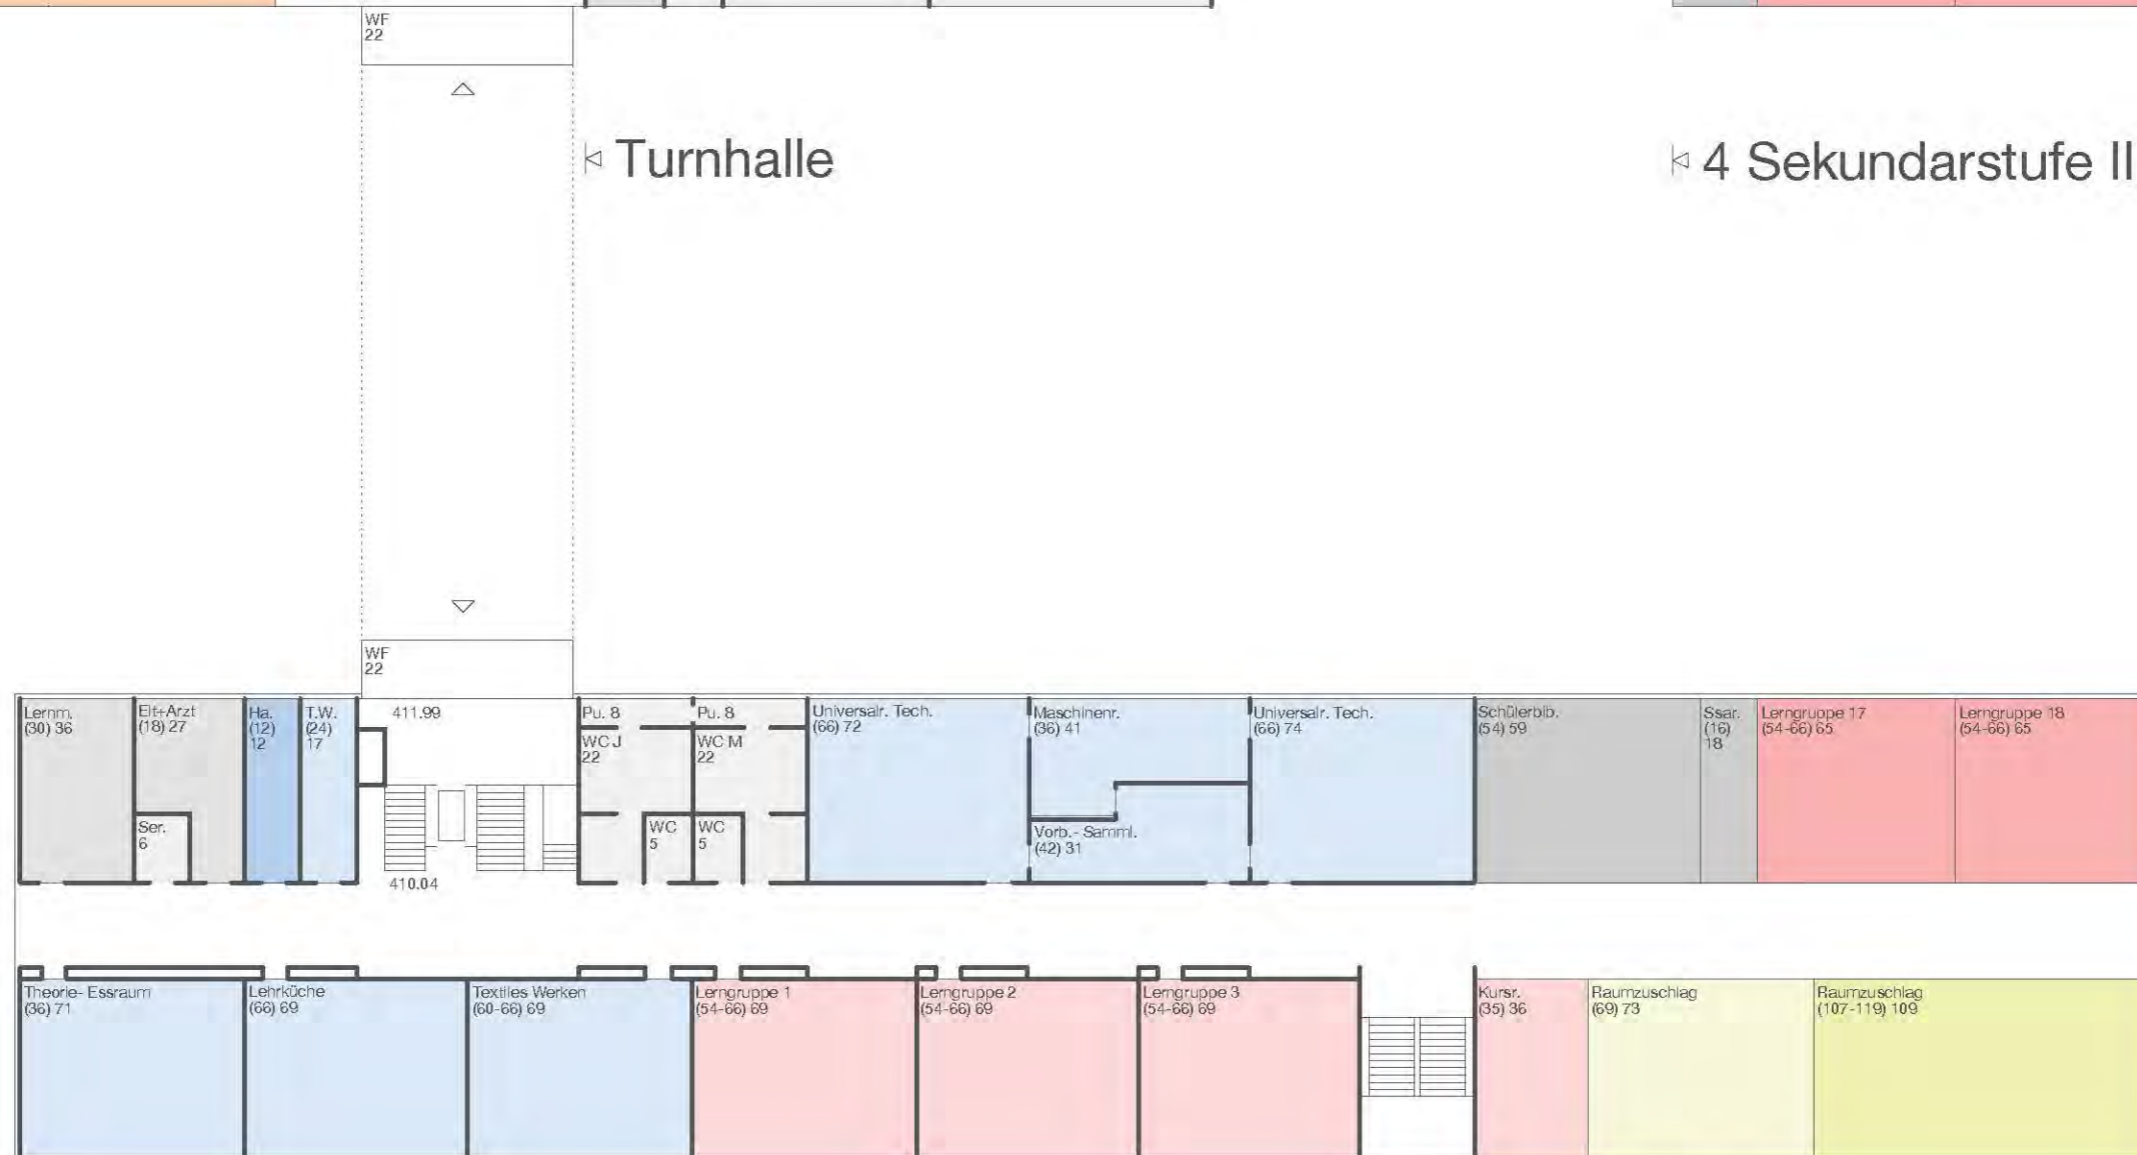 WF
22
Turnhalle
4 Sekundarstufe II
WF
22
Lernm.
(30) 36
Elt+Arzt
(18) 27
Ser.
6
Ha.
(12)
12
T.W.
(24)
17
411.99
410.04
Pu. 8
WC J
22
WC
5
Pu. 8
WC M
22
WC
5
Universalr. Tech.
(66) 72
Maschinenr.
(36) 41
Vorb.- Samml.
(42) 31
Universalr. Tech.
(66) 74
Schülerbib.
(54) 59
Ssar.
(16)
18
Lerngruppe 17
(54-66) 65
Lerngruppe 18
(54-66) 65
Theorie- Essraum
(36) 71
Lehrküche
(66) 69
Textiles Werken
(60-66) 69
Lerngruppe 1
(54-66) 69
Lerngruppe 2
(54-66) 69
Lerngruppe 3
(54-66) 69
Kursr.
(35) 36
Raumzuschlag
(69) 73
Raumzuschlag
(107-119) 109